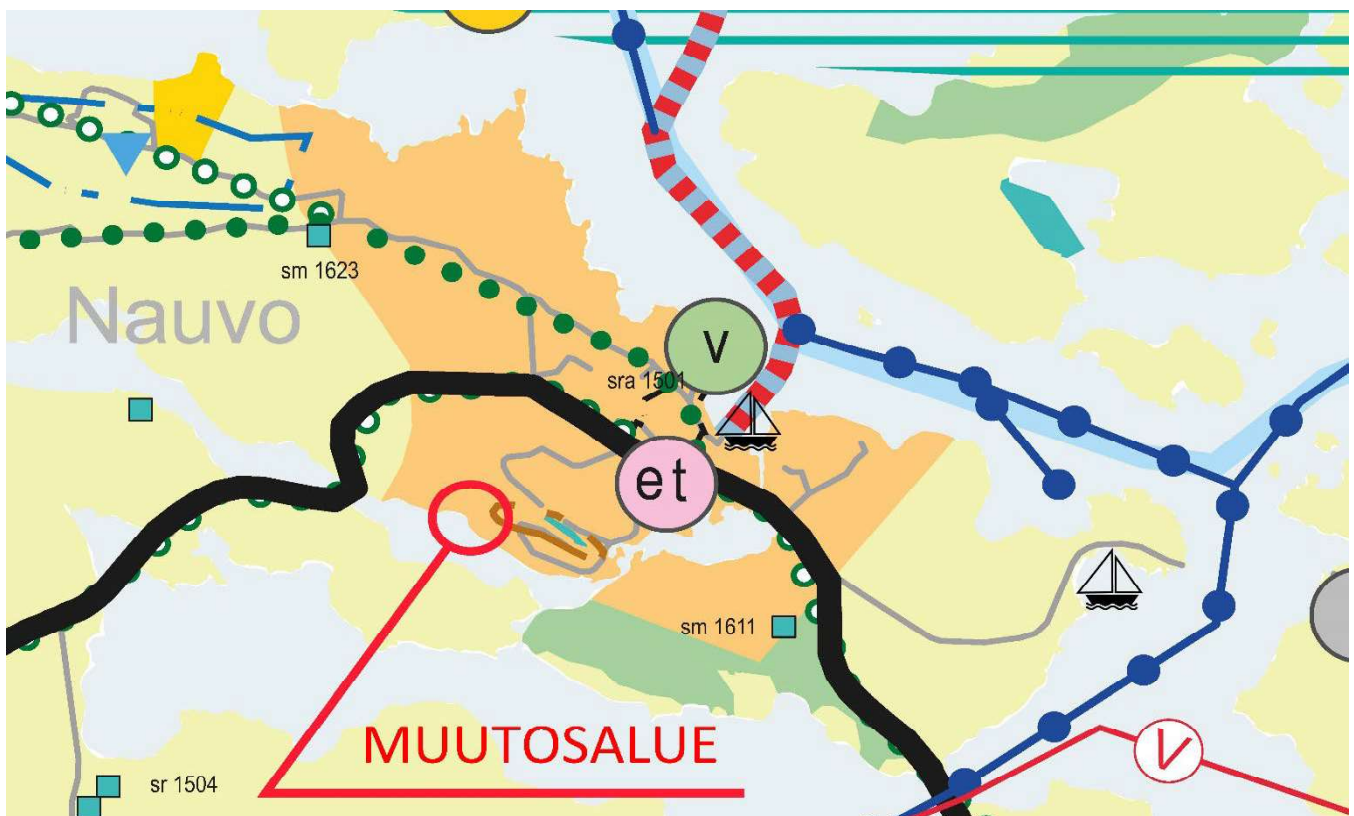 sm 1623
Nauvo
V
sra 1501
et
sm 1611
MUUTOSALUE
V
sr 1504